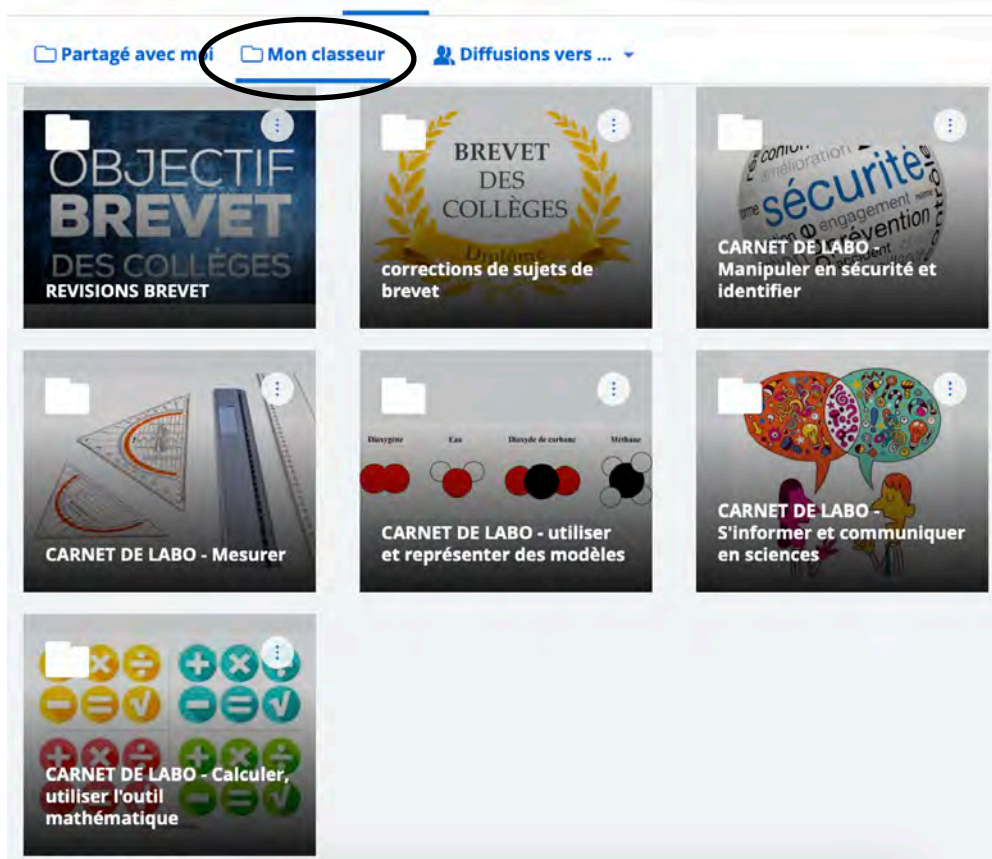 Partagé avec moi Mon classeur Diffusions vers ...
OBJECTIF
BREVET
DES COLLÈGES
REVISIONS BREVET
BREVET
DES
COLLÈGES
Diplôme
corrections de sujets de
brevet
amélioration
sécurité
engagement
prévention
accident
CARNET DE LABO -
Manipuler en sécurité et
identifier
CARNET DE LABO - Mesurer
Dioxygène Eau Dioxyde de carbone Méthane
CARNET DE LABO - utiliser
et représenter des modèles
CARNET DE LABO -
S'informer et communiquer
en sciences
CARNET DE LABO - Calculer,
utiliser l'outil
mathématique